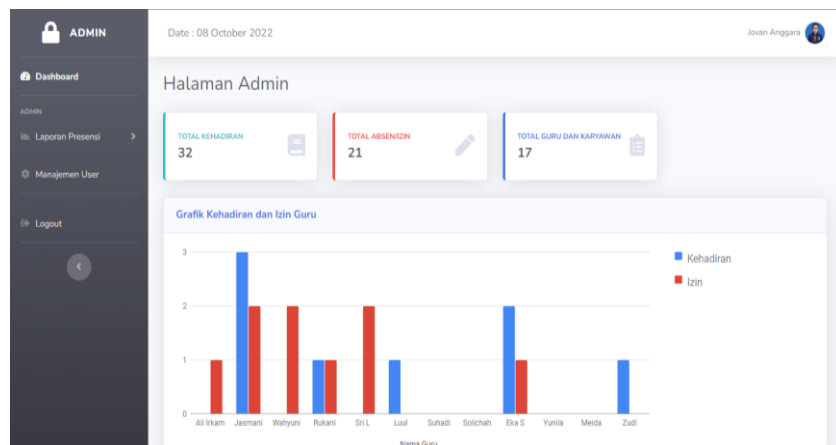 ADMIN
Date : 08 October 2022
Jovan Anggara
Dashboard
Halaman Admin
ADMIN
Laporan Presensi
Manajemen User
Logout
TOTAL KEHADIRAN
32
TOTAL ABSEN/IZIN
21
TOTAL GURU DAN KARYAWAN
17
Grafik Kehadiran dan Izin Guru
3
2
1
0
Kehadiran
Izin
Ali Irkam Jasmani Wahyuni Rukani Sri L Luul Suhadi Solichah Eka S Yunila Meida Zudi
Nama Guru